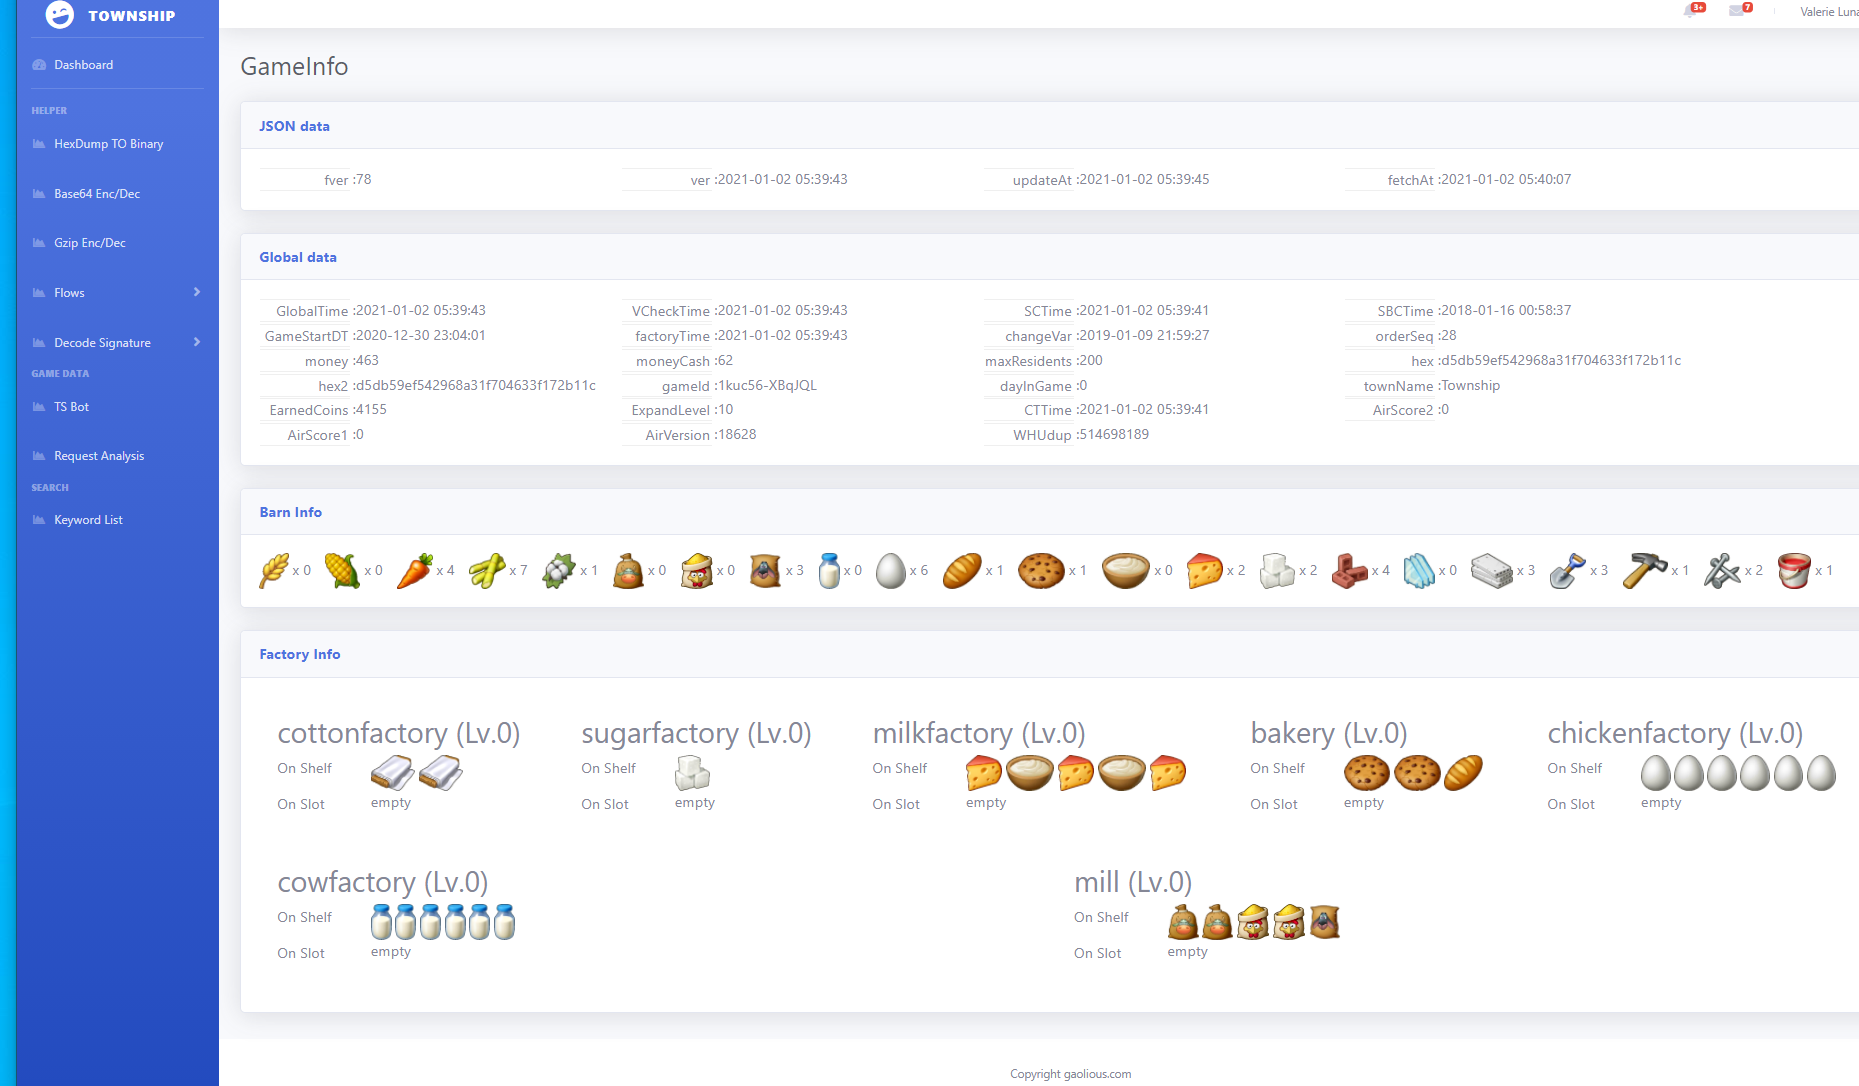 TOWNSHIP
3+
7
Valerie Luna
Dashboard
HELPER
HexDump TO Binary
Base64 Enc/Dec
Gzip Enc/Dec
Flows
Decode Signature
GAME DATA
TS Bot
Request Analysis
SEARCH
Keyword List
GameInfo
JSON data
fver :78 ver :2021-01-02 05:39:43 updateAt :2021-01-02 05:39:45 fetchAt :2021-01-02 05:40:07
Global data
GlobalTime :2021-01-02 05:39:43 VCheckTime :2021-01-02 05:39:43 SCTime :2021-01-02 05:39:41 SBCTime :2018-01-16 00:58:37
GameStartDT :2020-12-30 23:04:01 factoryTime :2021-01-02 05:39:43 changeVar :2019-01-09 21:59:27 orderSeq :28
money :463 moneyCash :62 maxResidents :200 hex :d5db59ef542968a31f704633f172b11c
hex2 :d5db59ef542968a31f704633f172b11c gameId :1kuc56-XBqJQL dayInGame :0 townName :Township
EarnedCoins :4155 ExpandLevel :10 CTTime :2021-01-02 05:39:41 AirScore2 :0
AirScore1 :0 AirVersion :18628 WHUdup :514698189
Barn Info
x 0 x 0 x 4 x 7 x 1 x 0 x 0 x 3 x 0 x 6 x 1 x 1 x 0 x 2 x 2 x 4 x 0 x 3 x 3 x 1 x 2 x 1
Factory Info
cottonfactory (Lv.0) sugarfactory (Lv.0) milkfactory (Lv.0) bakery (Lv.0) chickenfactory (Lv.0)
On Shelf On Shelf On Shelf On Shelf On Shelf
On Slot empty On Slot empty On Slot empty On Slot empty On Slot empty
cowfactory (Lv.0) mill (Lv.0)
On Shelf On Shelf
On Slot empty On Slot empty
Copyright gaolious.com